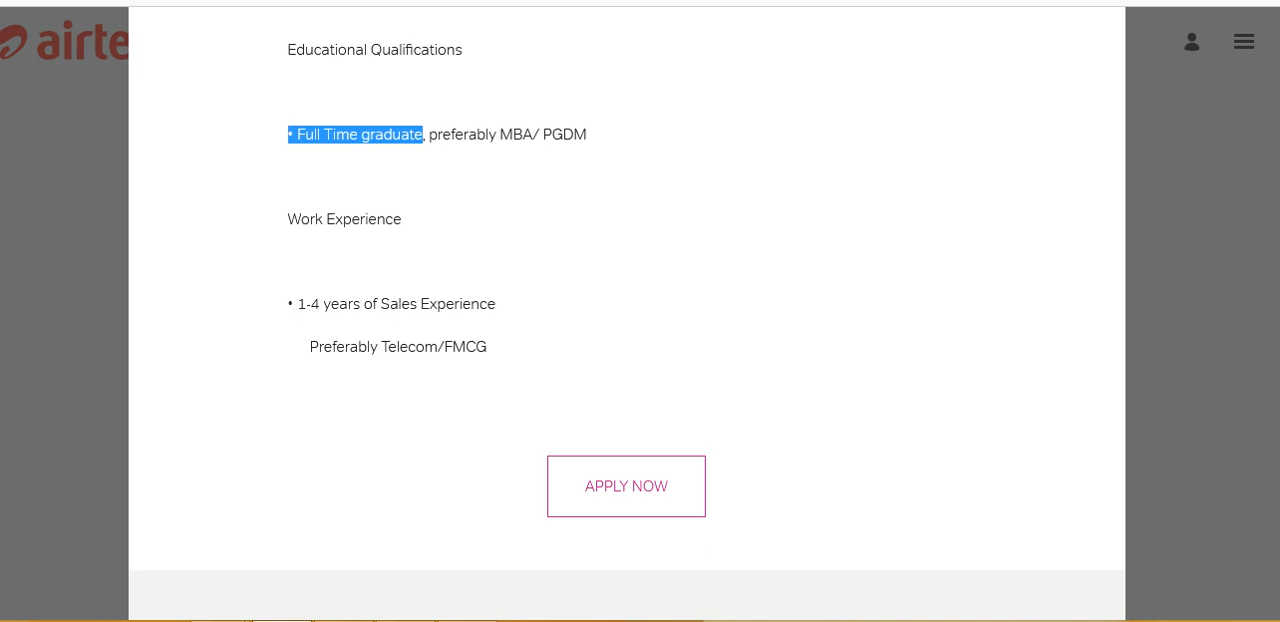 airte
Educational Qualifications
• Full Time graduate, preferably MBA/ PGDM
Work Experience
• 1-4 years of Sales Experience
Preferably Telecom/FMCG
APPLY NOW